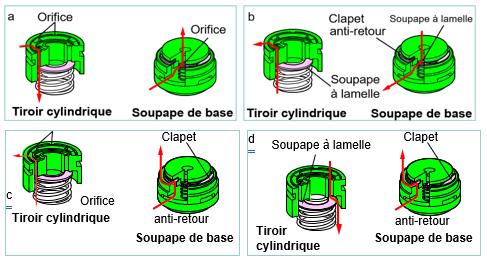 a
Orifice
Orifice
Tiroir cylindrique
Soupape de base
b
Clapet
anti-retour
Soupape à lamelle
Soupape
à lamelle
Tiroir cylindrique
Soupape de base
c
Clapet
Orifice
Tiroir cylindrique
anti-retour
Soupape de base
d
Soupape à lamelle
Clapet
anti-retour
Tiroir
cylindrique
Soupape de base